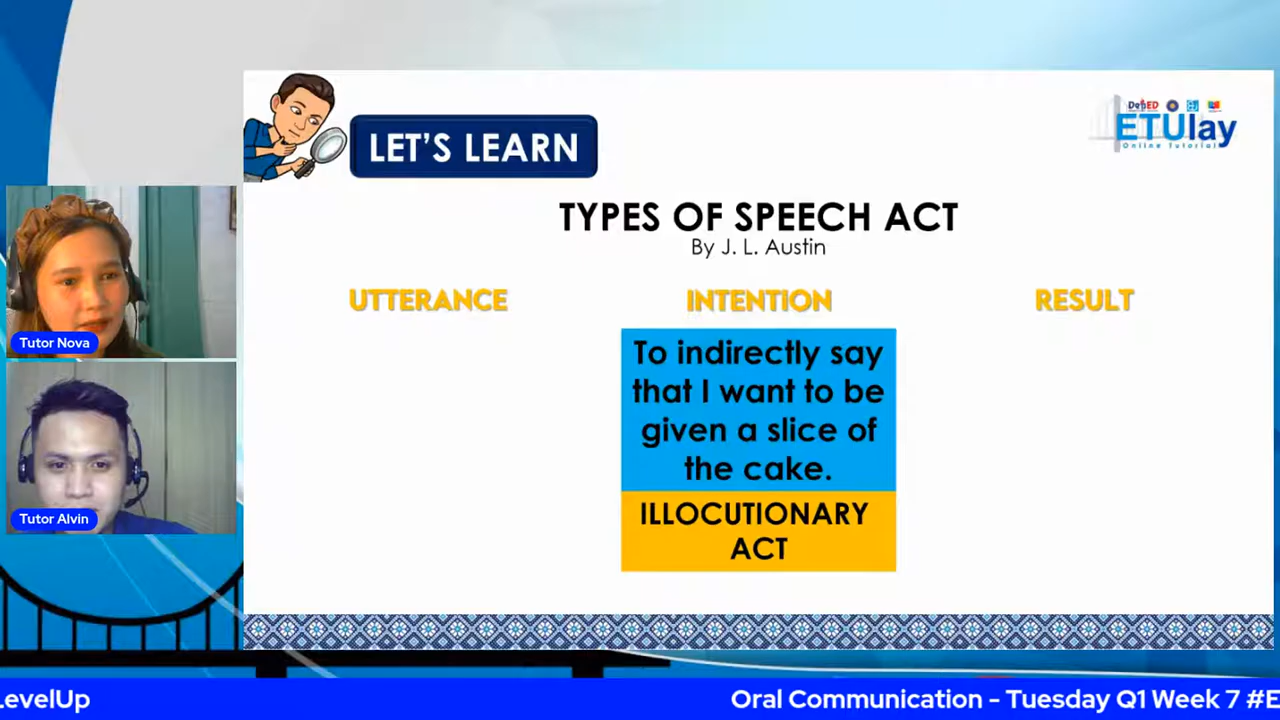 LET'S LEARN
DepED
ETUlay
Online Tutorial
TYPES OF SPEECH ACT
By J. L. Austin
UTTERANCE
INTENTION
RESULT
To indirectly say
that I want to be
given a slice of
the cake.
ILLOCUTIONARY
ACT
Tutor Nova
Tutor Alvin
LevelUp
Oral Communication - Tuesday Q1 Week 7 #E